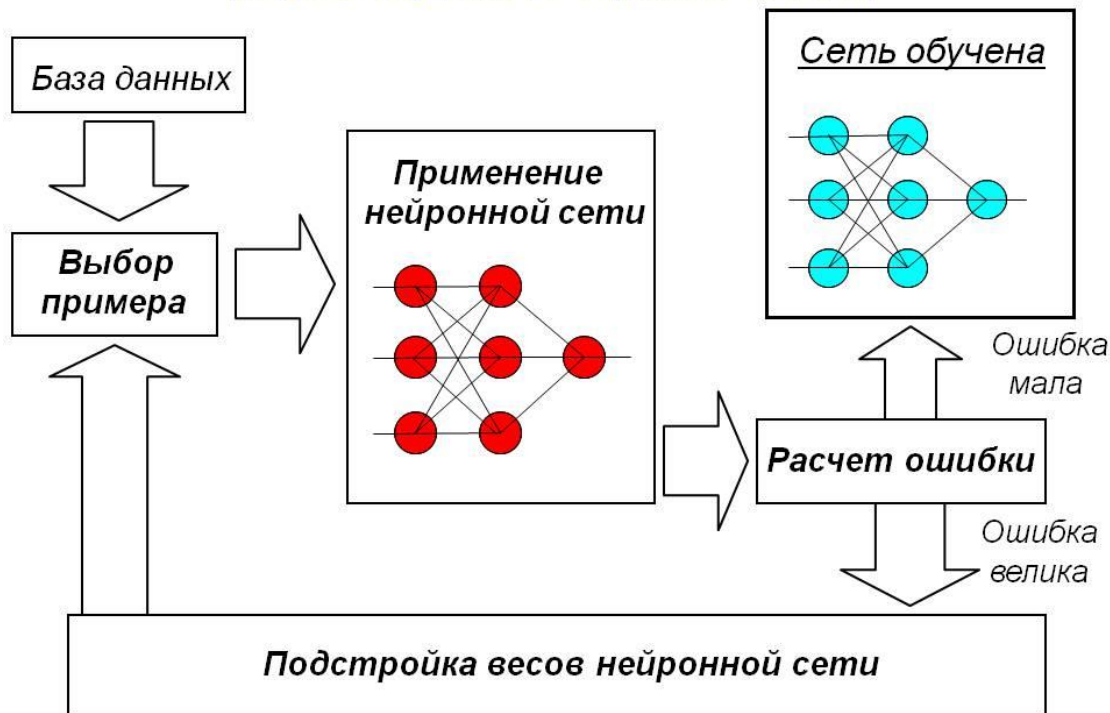 База данных
Выбор
примера
Применение
нейронной сети
Расчет ошибки
Ошибка
мала
Сеть обучена
Ошибка
велика
Подстройка весов нейронной сети